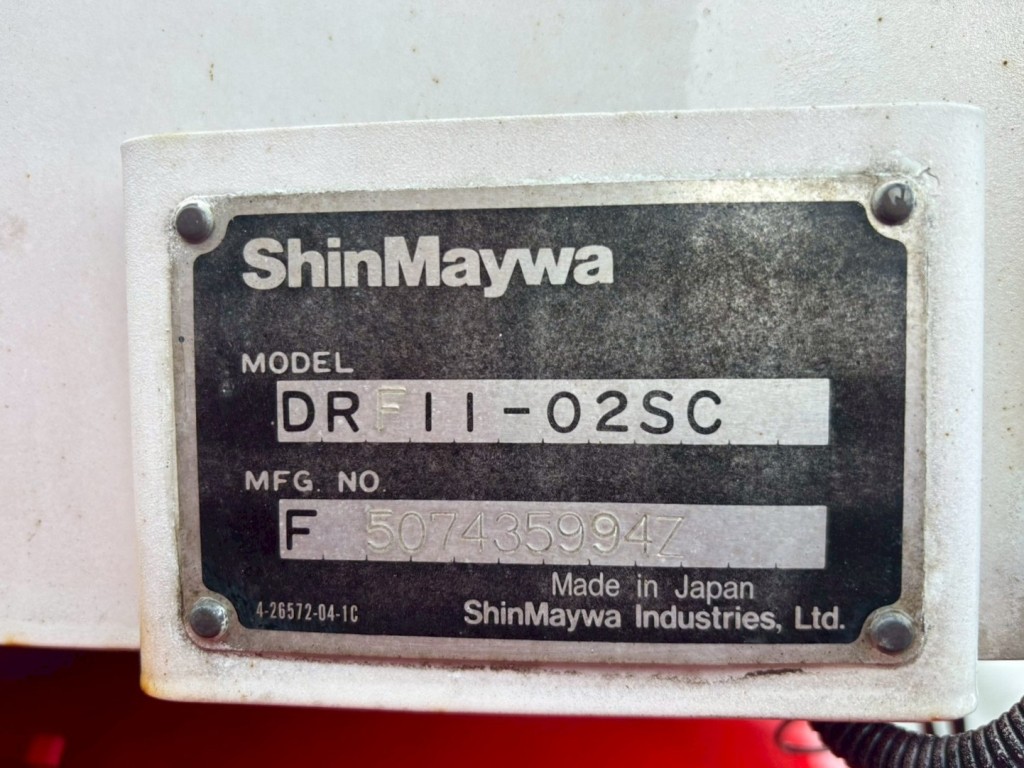 ShinMaywa
MODEL
DRF11-02SC
MFG. NO.
F 507435994Z
Made in Japan
4-26572-04-1C
ShinMaywa Industries, Ltd.